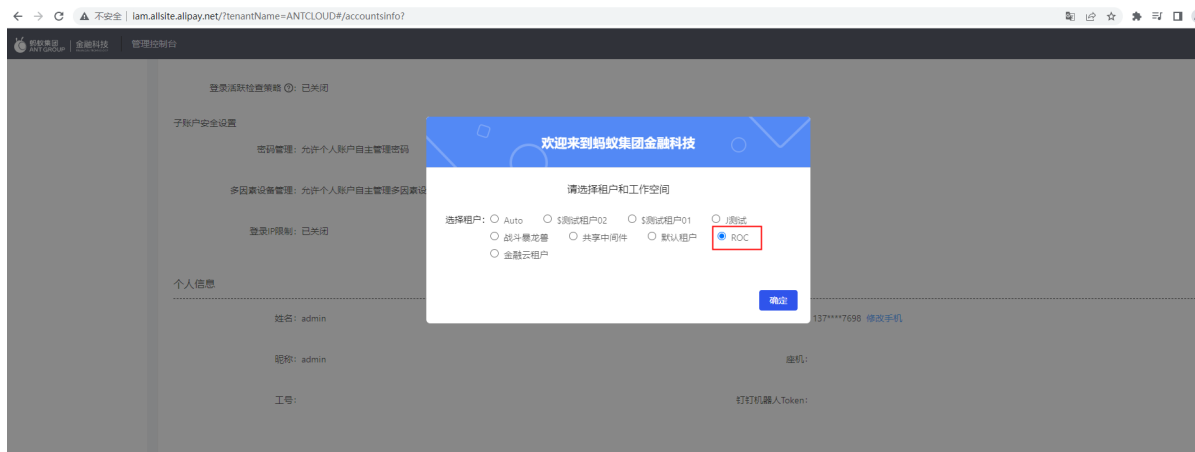 不安全 | iam.allsite.alipay.net/?tenantName=ANTCLOUD#/accountsInfo?
蚂蚁集团 ANT GROUP | 金融科技 管理控制台
登录活跃检查策略 ?: 已关闭
子账户安全设置
密码管理: 允许个人账户自主管理密码
多因素设备管理: 允许个人账户自主管理多因素设
登录IP限制: 已关闭
欢迎来到蚂蚁集团金融科技
请选择租户和工作空间
选择租户: Auto $测试租户02 $测试租户01 /测试
战斗暴龙兽 共享中间件 默认租户 ROC
金融云租户
确定
个人信息
姓名: admin
137****7698 修改手机
昵称: admin
座机:
工号:
钉钉机器人Token: